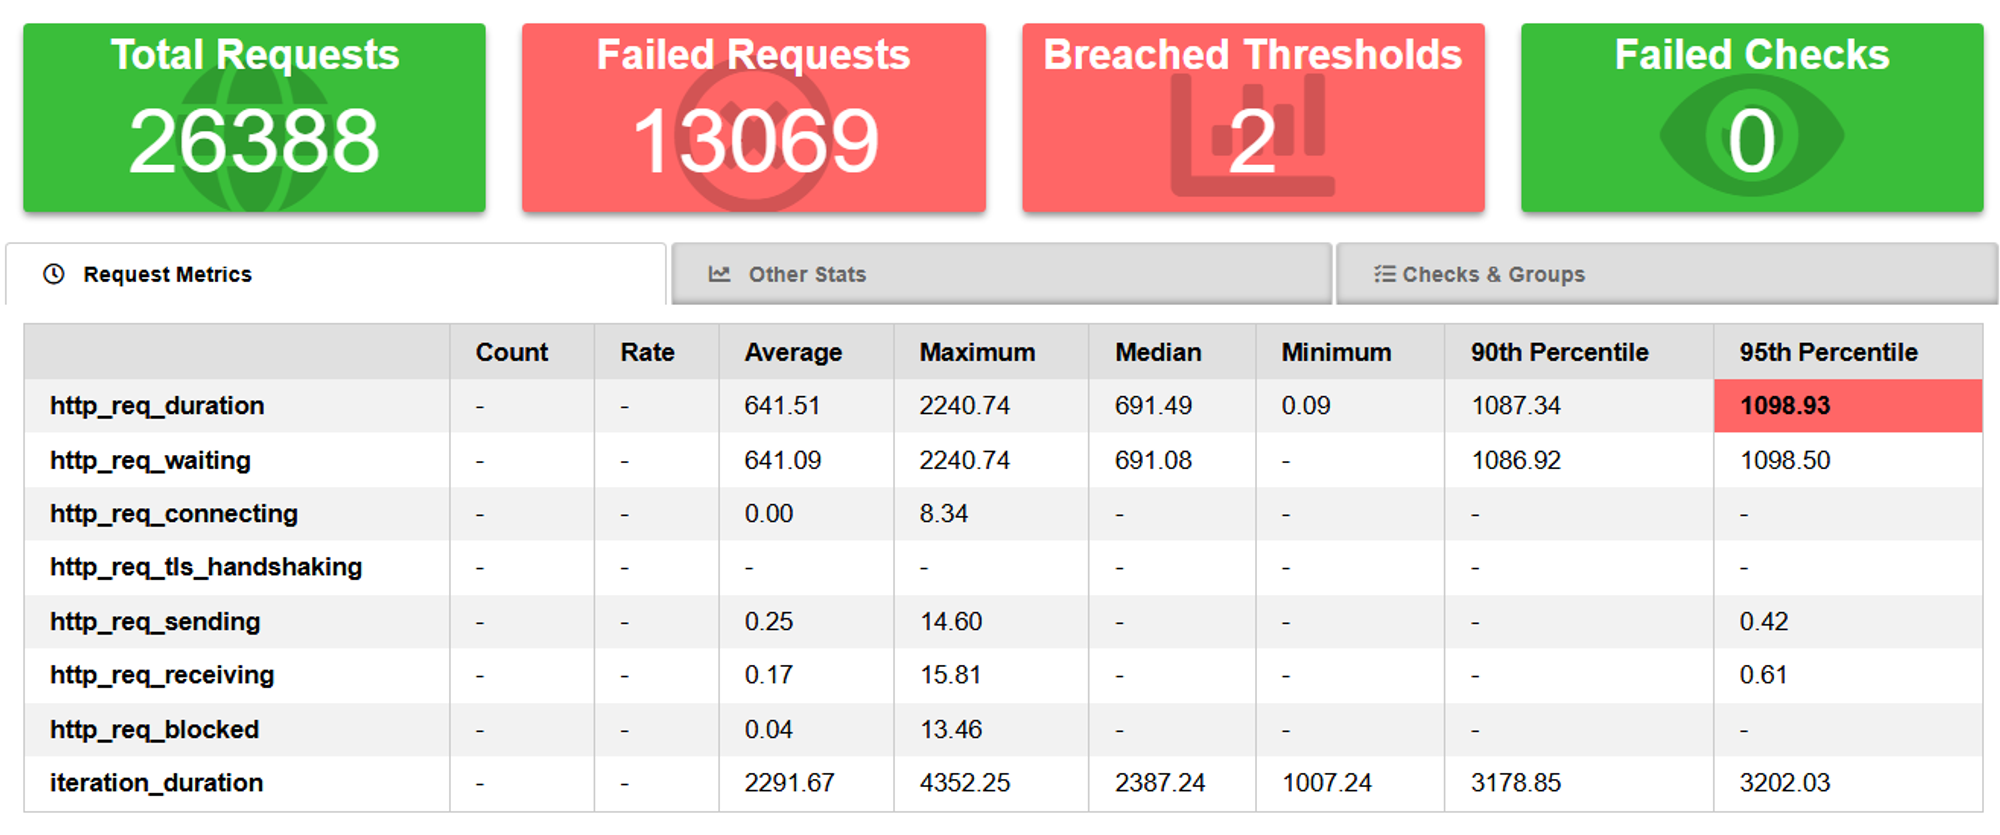 Total Requests Failed Requests Breached Thresholds Failed Checks
26388 13069 2 0
Request Metrics Other Stats Checks & Groups
Count Rate Average Maximum Median Minimum 90th Percentile 95th Percentile
http_req_duration - - 641.51 2240.74 691.49 0.09 1087.34 1098.93
http_req_waiting - - 641.09 2240.74 691.08 - 1086.92 1098.50
http_req_connecting - - 0.00 8.34 - - - -
http_req_tls_handshaking - - - - - - - -
http_req_sending - - 0.25 14.60 - - - 0.42
http_req_receiving - - 0.17 15.81 - - - 0.61
http_req_blocked - - 0.04 13.46 - - - -
iteration_duration - - 2291.67 4352.25 2387.24 1007.24 3178.85 3202.03